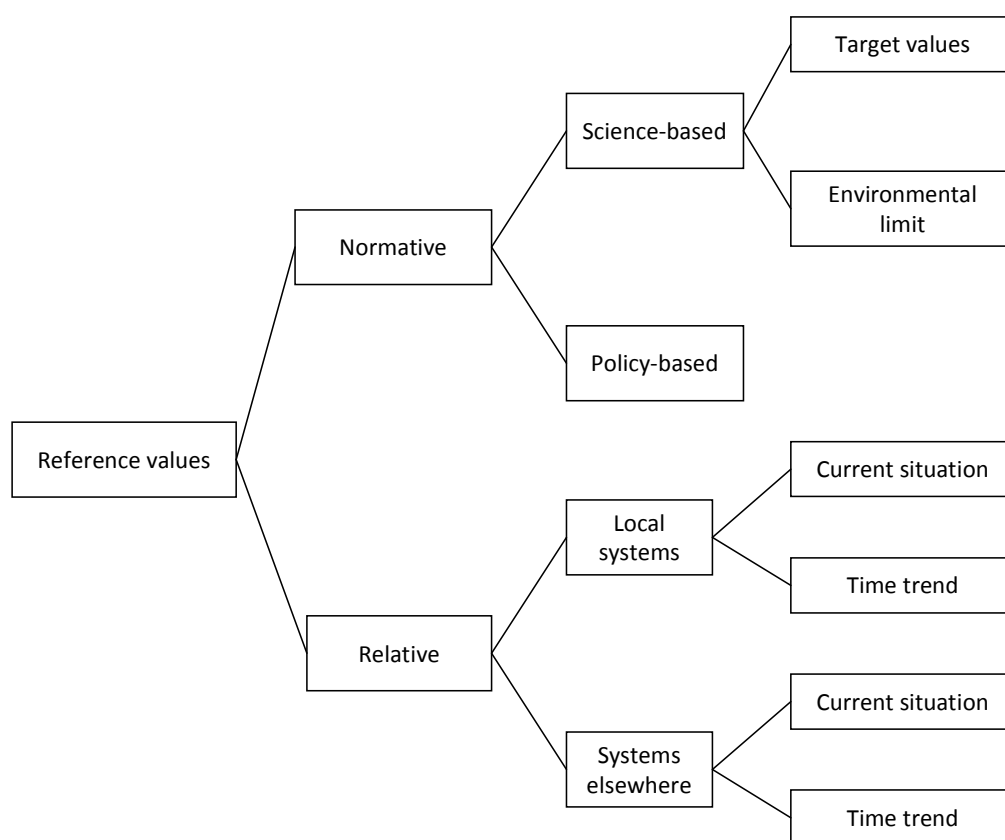 Target values
Science-based
Environmental
limit
Normative
Policy-based
Reference values
Current situation
Local
systems
Time trend
Relative
Current situation
Systems
elsewhere
Time trend